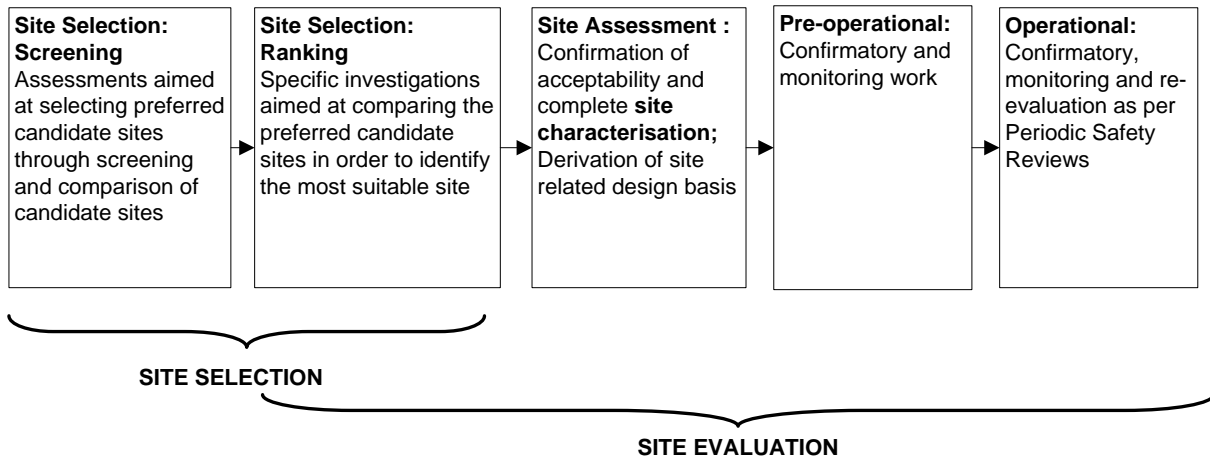 Site Selection:
Screening
Assessments aimed
at selecting preferred
candidate sites
through screening
and comparison of
candidate sites
Site Selection:
Ranking
Specific investigations
aimed at comparing the
preferred candidate
sites in order to identify
the most suitable site
Site Assessment :
Confirmation of
acceptability and
complete site
characterisation;
Derivation of site
related design basis
Pre-operational:
Confirmatory and
monitoring work
Operational:
Confirmatory,
monitoring and re-
evaluation as per
Periodic Safety
Reviews
SITE SELECTION
SITE EVALUATION